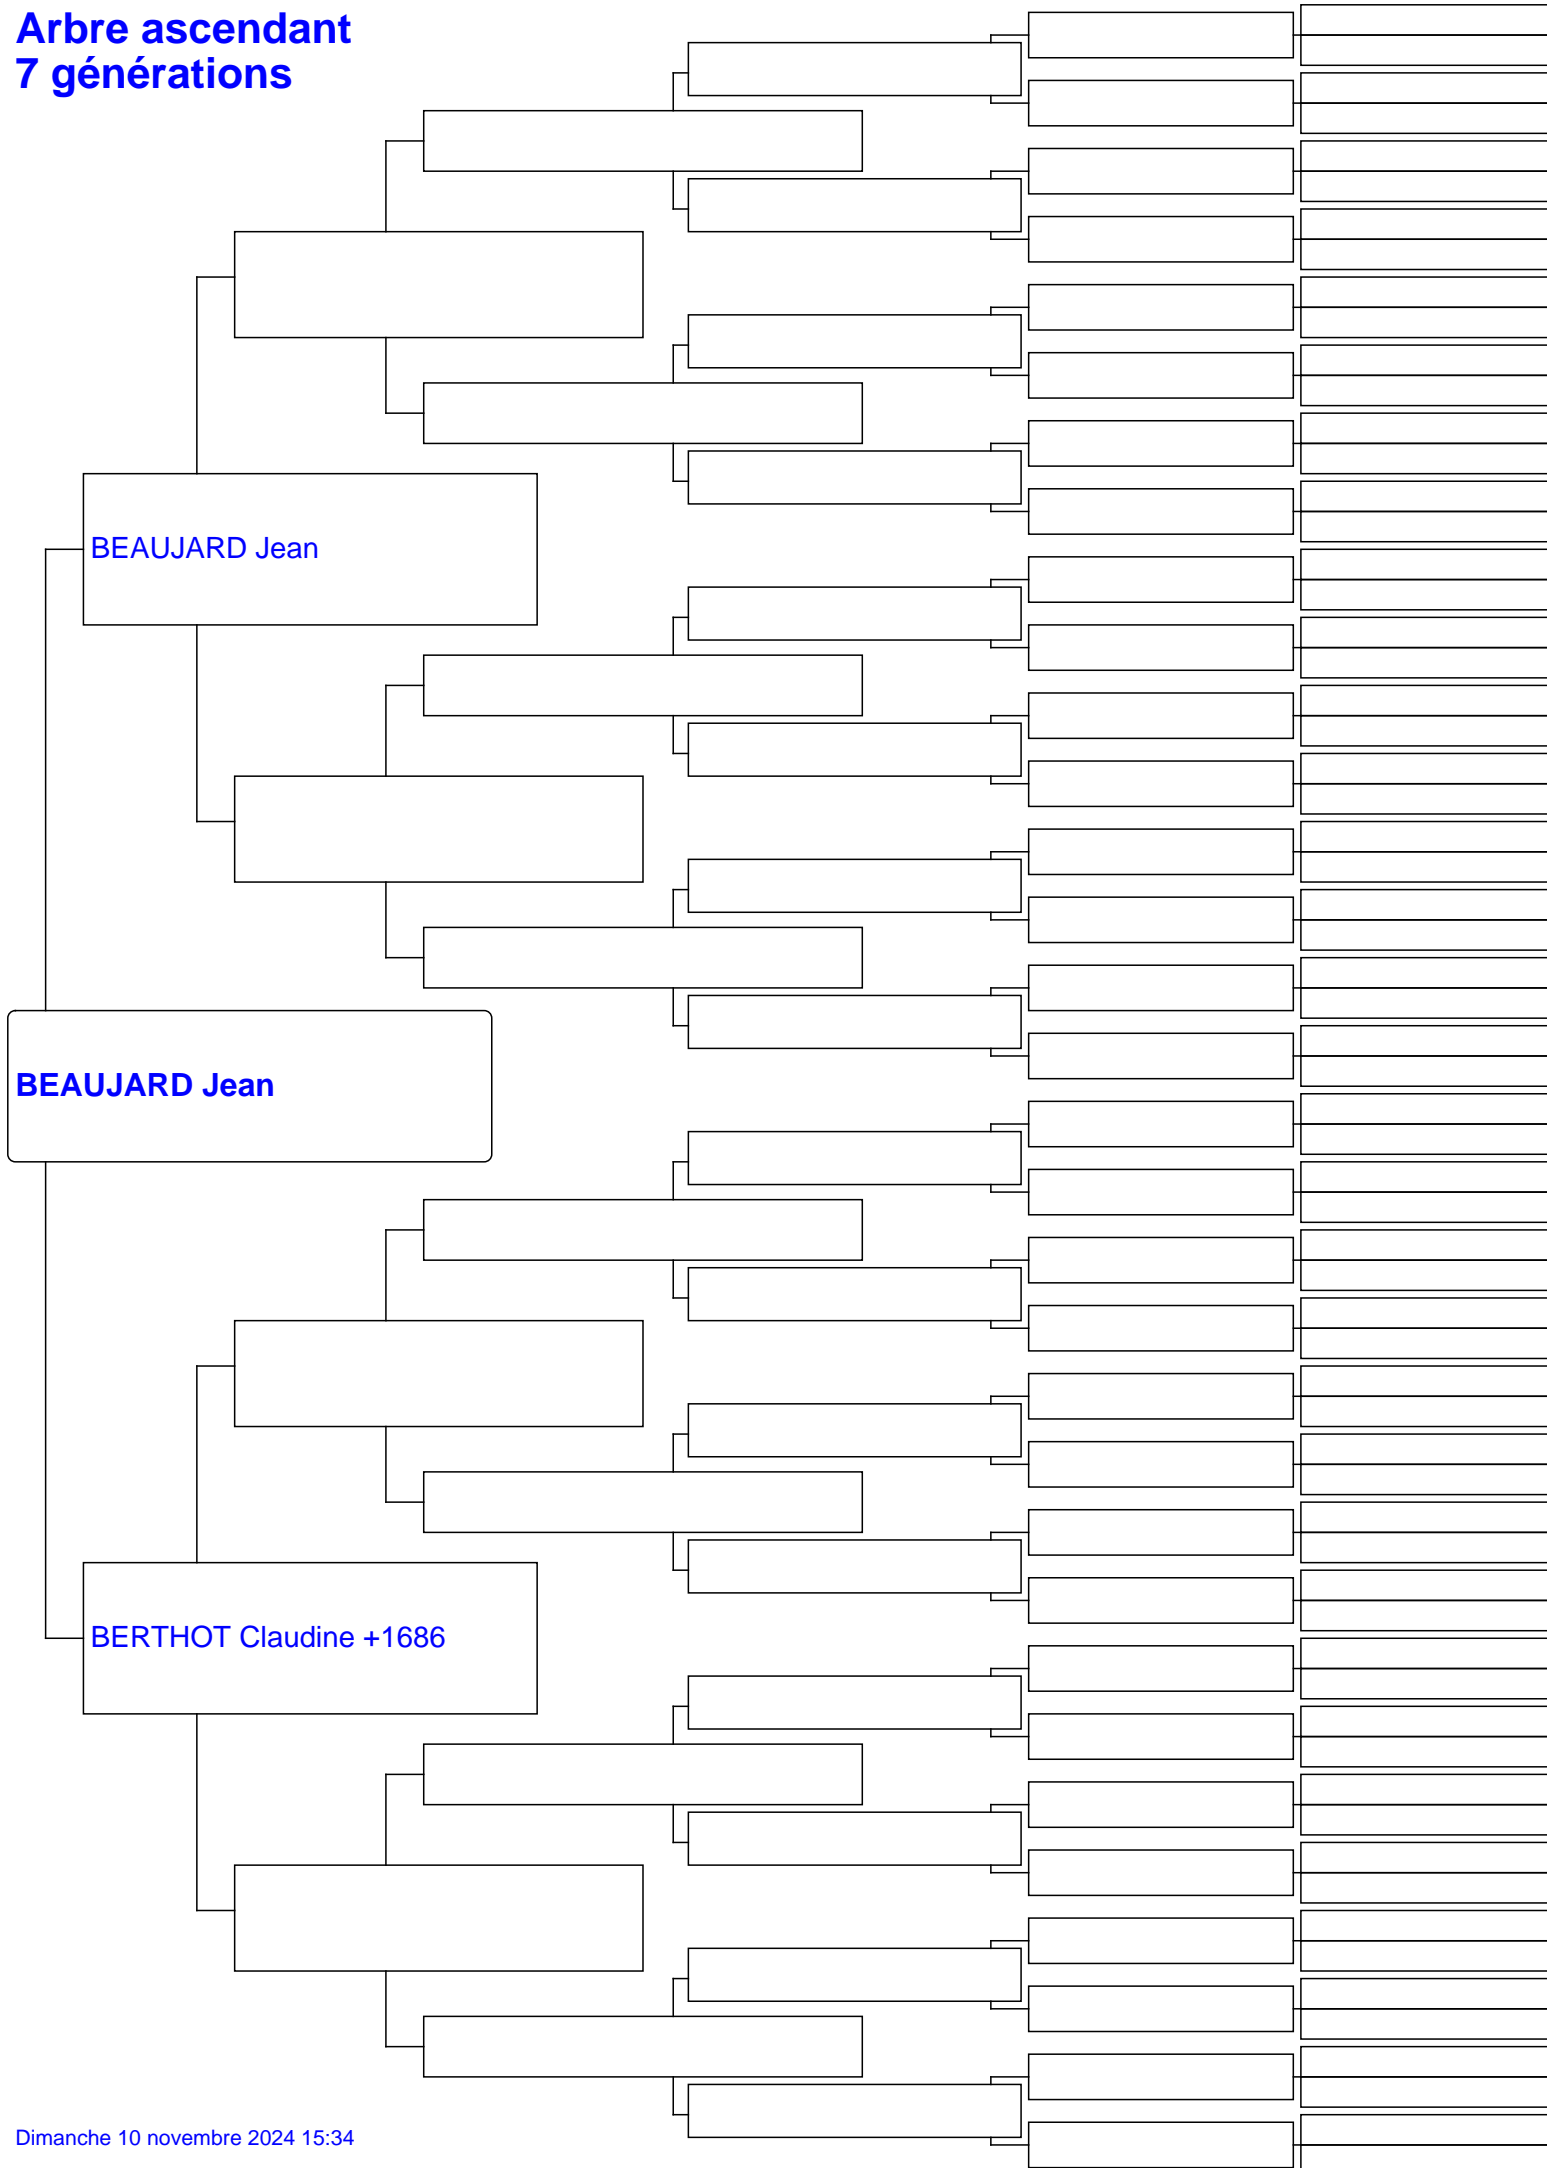 Arbre ascendant
7 générations
BEAUJARD Jean
BEAUJARD Jean
BERTHOT Claudine +1686
Dimanche 10 novembre 2024 15:34